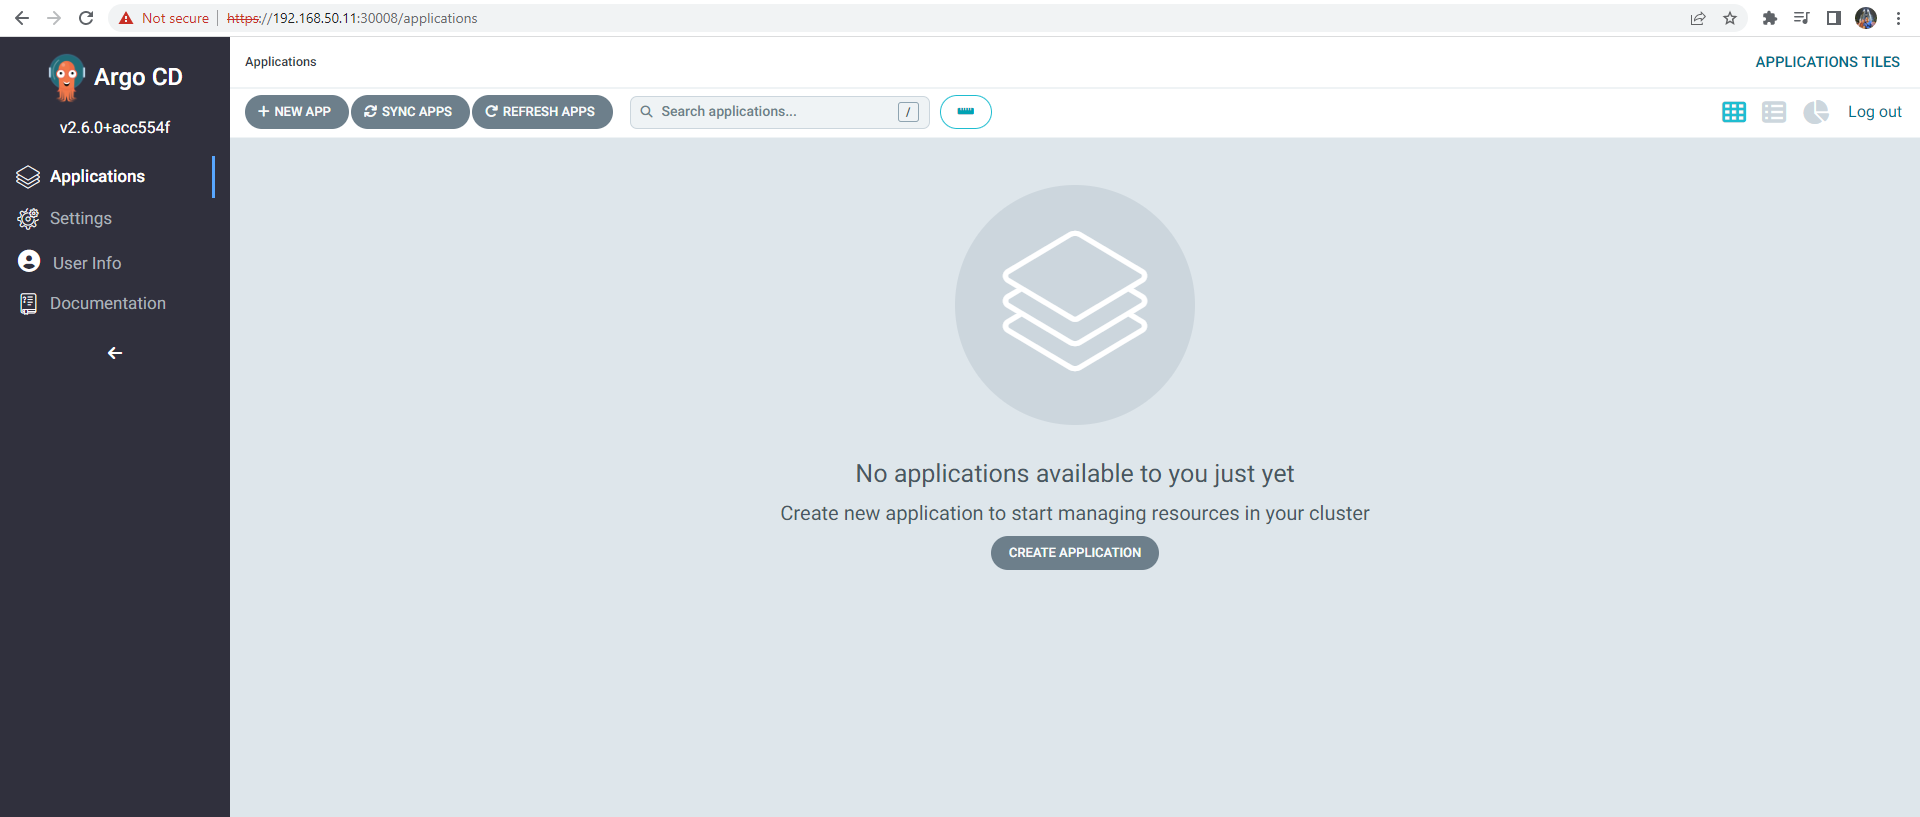 Not secure https://192.168.50.11:30008/applications
Argo CD
v2.6.0+acc554f
Applications
Settings
User Info
Documentation
Applications
APPLICATIONS TILES
NEW APP SYNC APPS REFRESH APPS Search applications... / Log out
No applications available to you just yet
Create new application to start managing resources in your cluster
CREATE APPLICATION